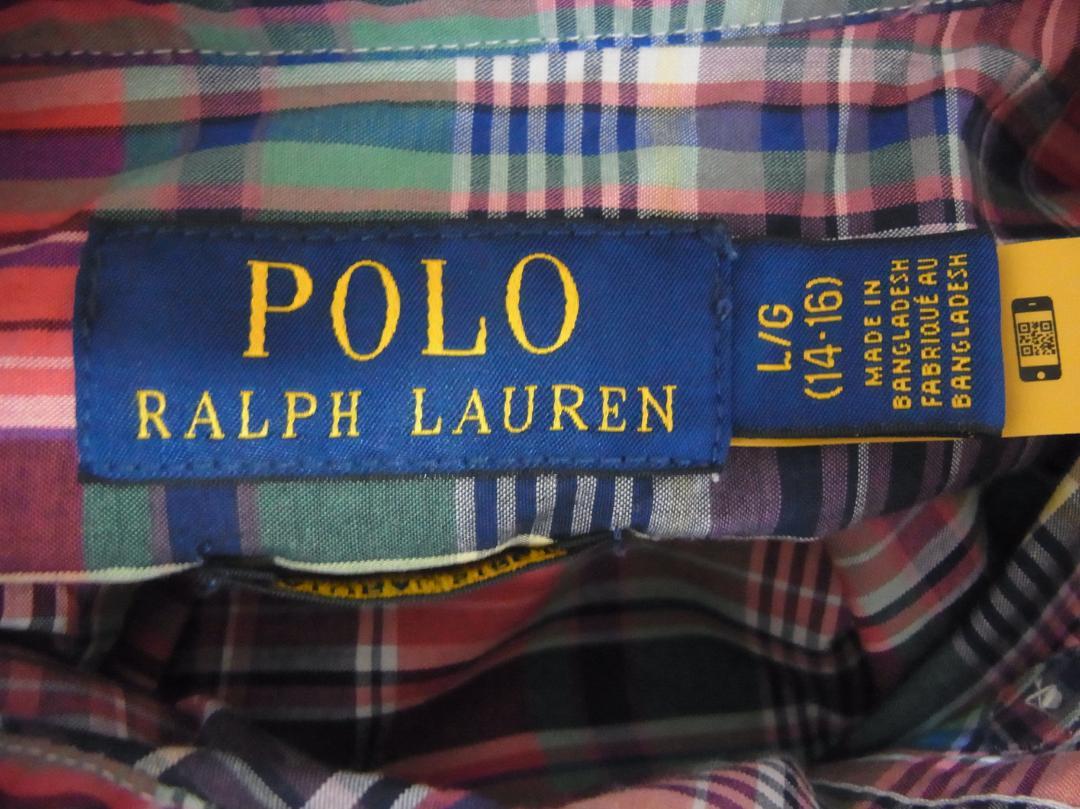 POLO
RALPH LAUREN
L/G
(14-16)
MADE IN
BANGLADESH
FABRIQUÉ AU
BANGLADESH